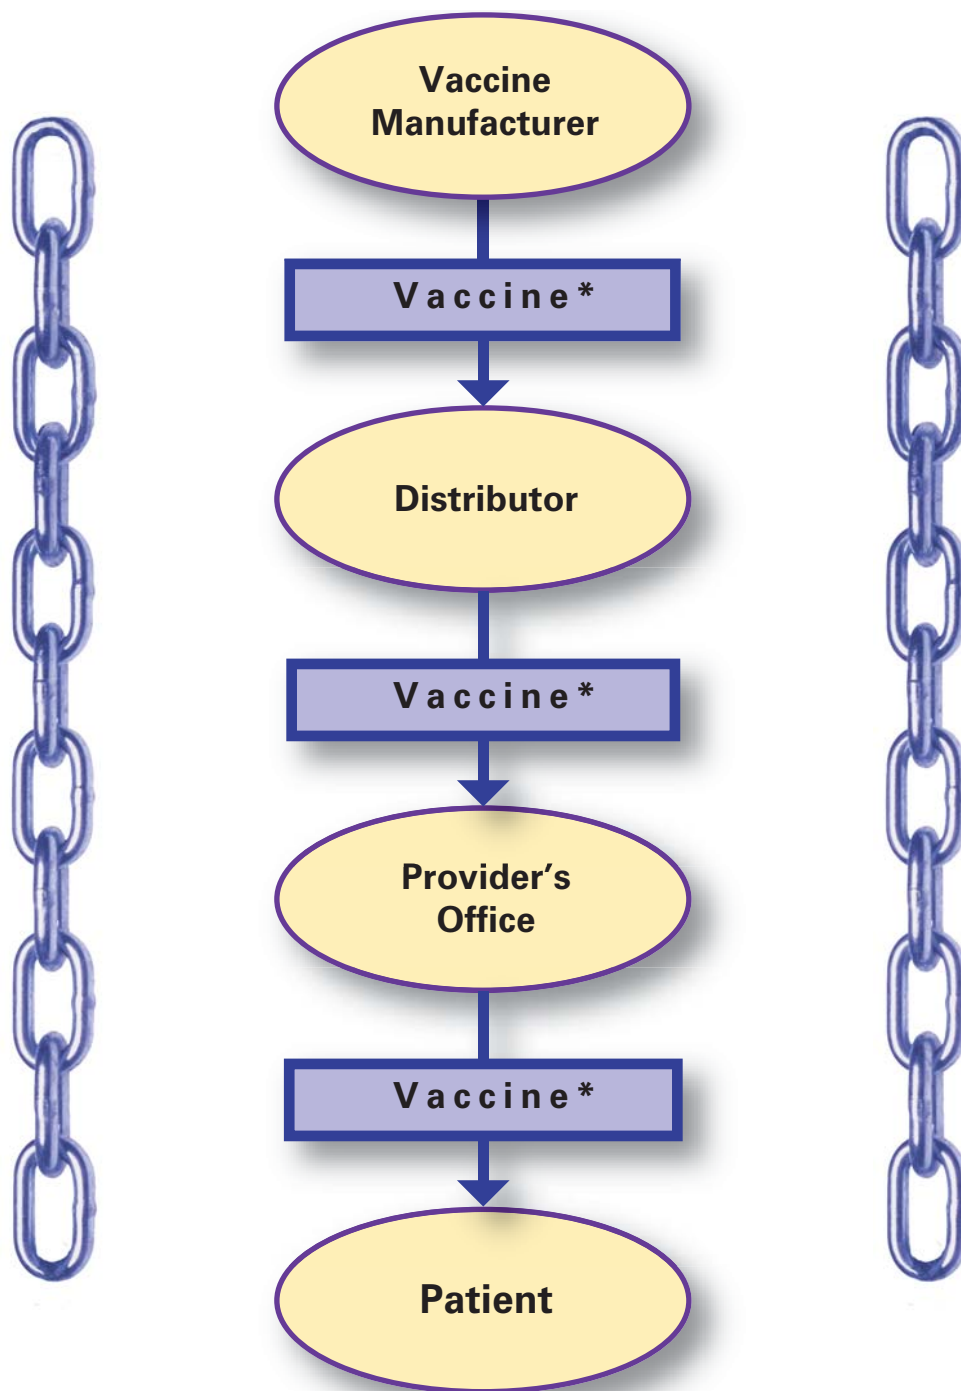 Vaccine
Manufacturer
Vaccine*
Distributor
Vaccine*
Provider’s
Office
Vaccine*
Patient